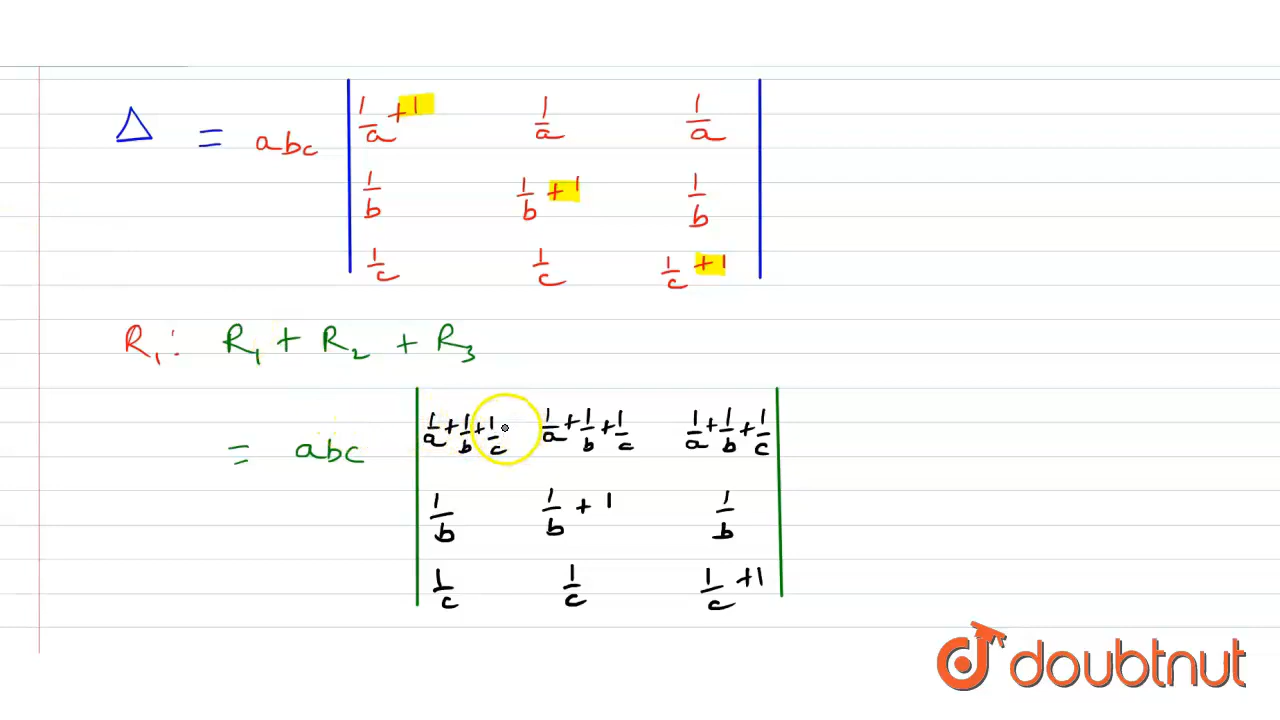 Δ = abc | 1/a +1 1/a 1/a |
| 1/b 1/b +1 1/b |
| 1/c 1/c 1/c +1 |
R₁: R₁ + R₂ + R₃
= abc | 1/a + 1/b + 1/c 1/a + 1/b + 1/c 1/a + 1/b + 1/c |
| 1/b 1/b + 1 1/b |
| 1/c 1/c 1/c +1 |
doubtnut